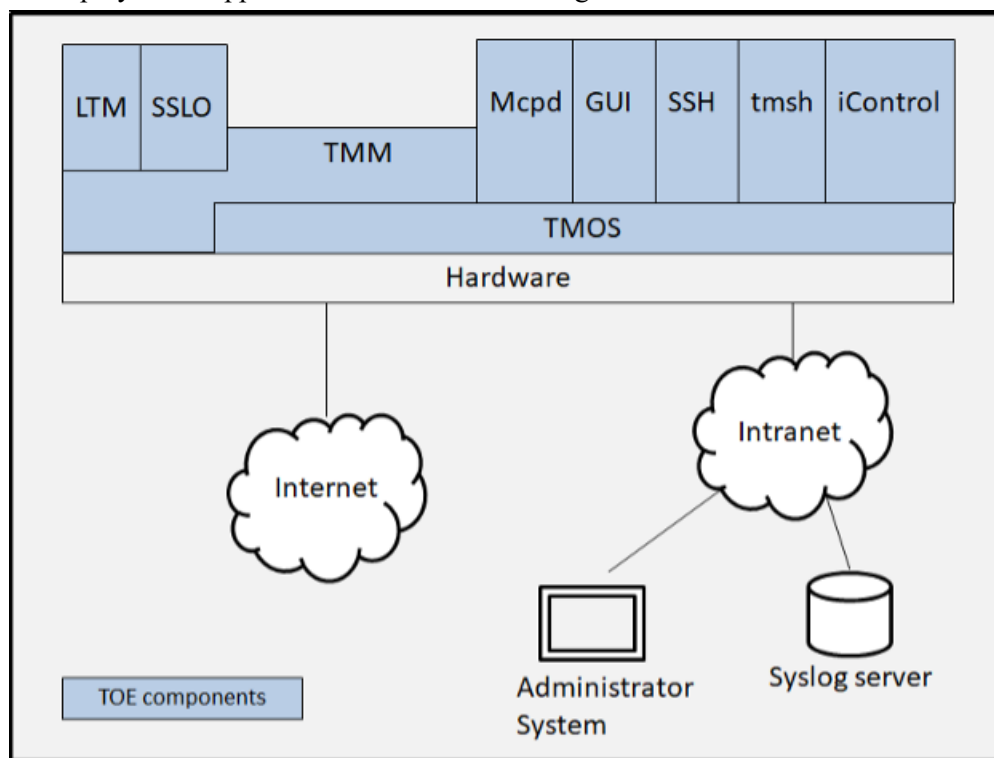 LTM SSLO Mcpd GUI SSH tmsh iControl
TMM
TMOS
Hardware
Internet
Intranet
Administrator
System
Syslog server
TOE components